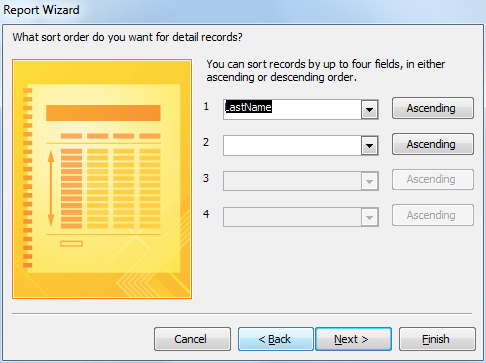 Report Wizard
What sort order do you want for detail records?
You can sort records by up to four fields, in either
ascending or descending order.
1 LastName Ascending
2 Ascending
3 Ascending
4 Ascending
Cancel < Back Next > Finish